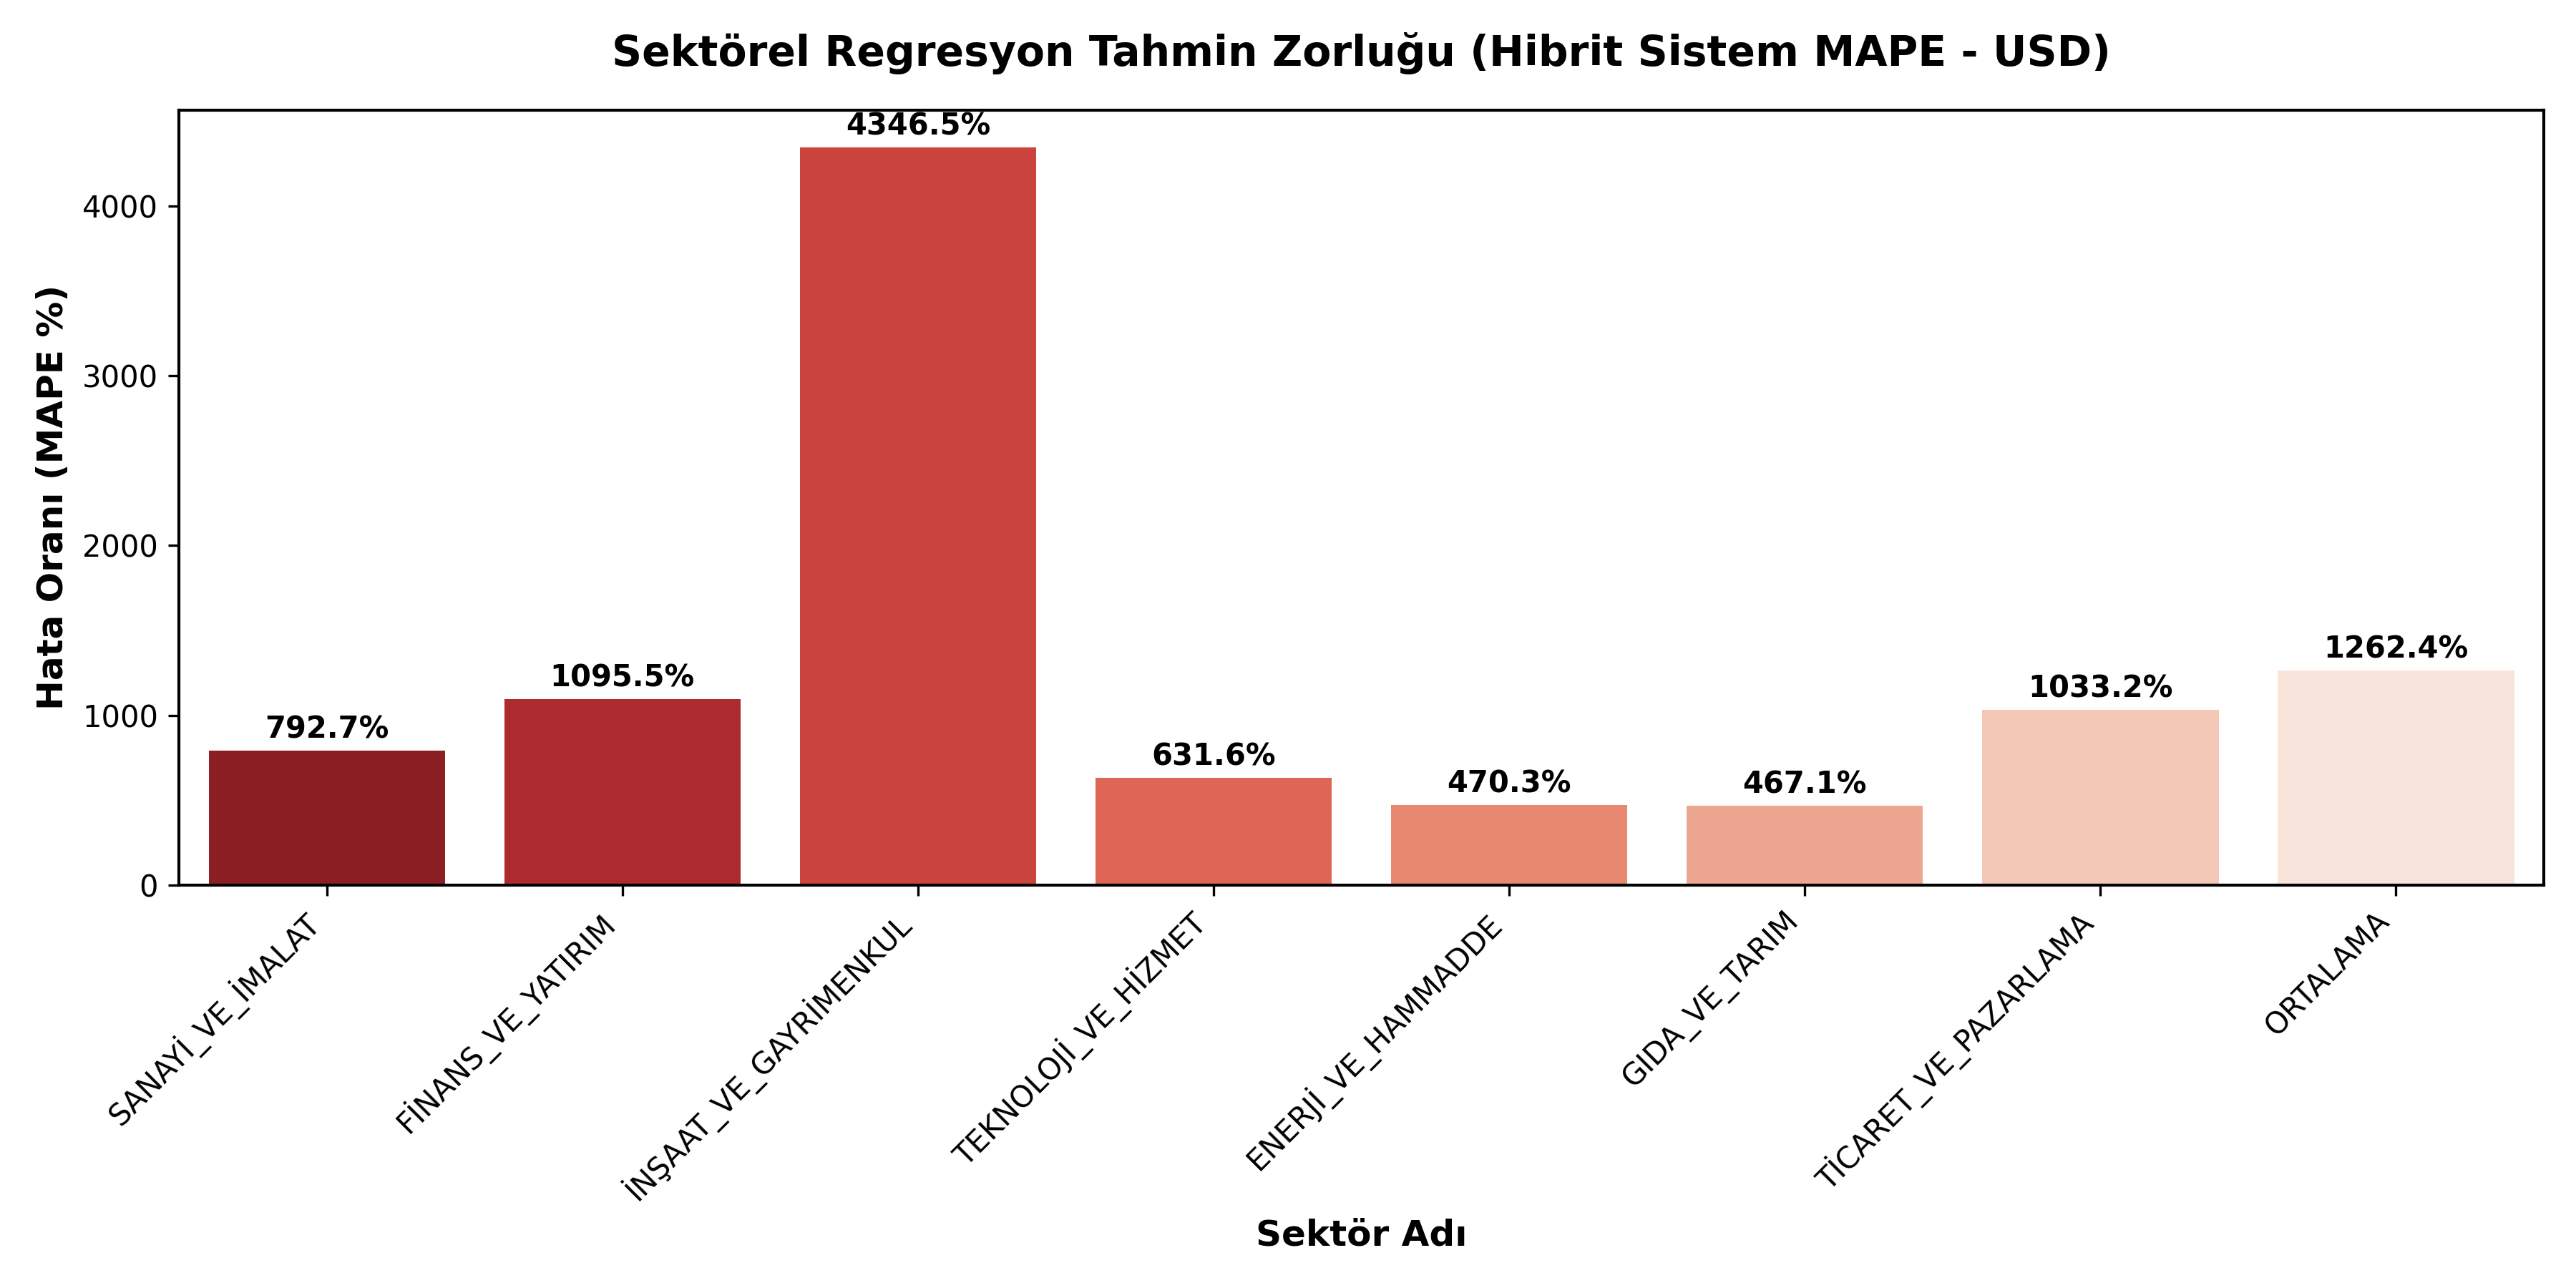 Sektörel Regresyon Tahmin Zorluğu (Hibrit Sistem MAPE - USD)
Hata Oranı (MAPE %)
4000
3000
2000
1000
0
792.7%
1095.5%
4346.5%
631.6%
470.3%
467.1%
1033.2%
1262.4%
SANAYİ_VE_İMALAT
FİNANS_VE_YATIRIM
İNŞAAT_VE_GAYRİMENKUL
TEKNOLOJİ_VE_HİZMET
ENERJİ_VE_HAMMADDE
GIDA_VE_TARIM
TİCARET_VE_PAZARLAMA
ORTALAMA
Sektör Adı